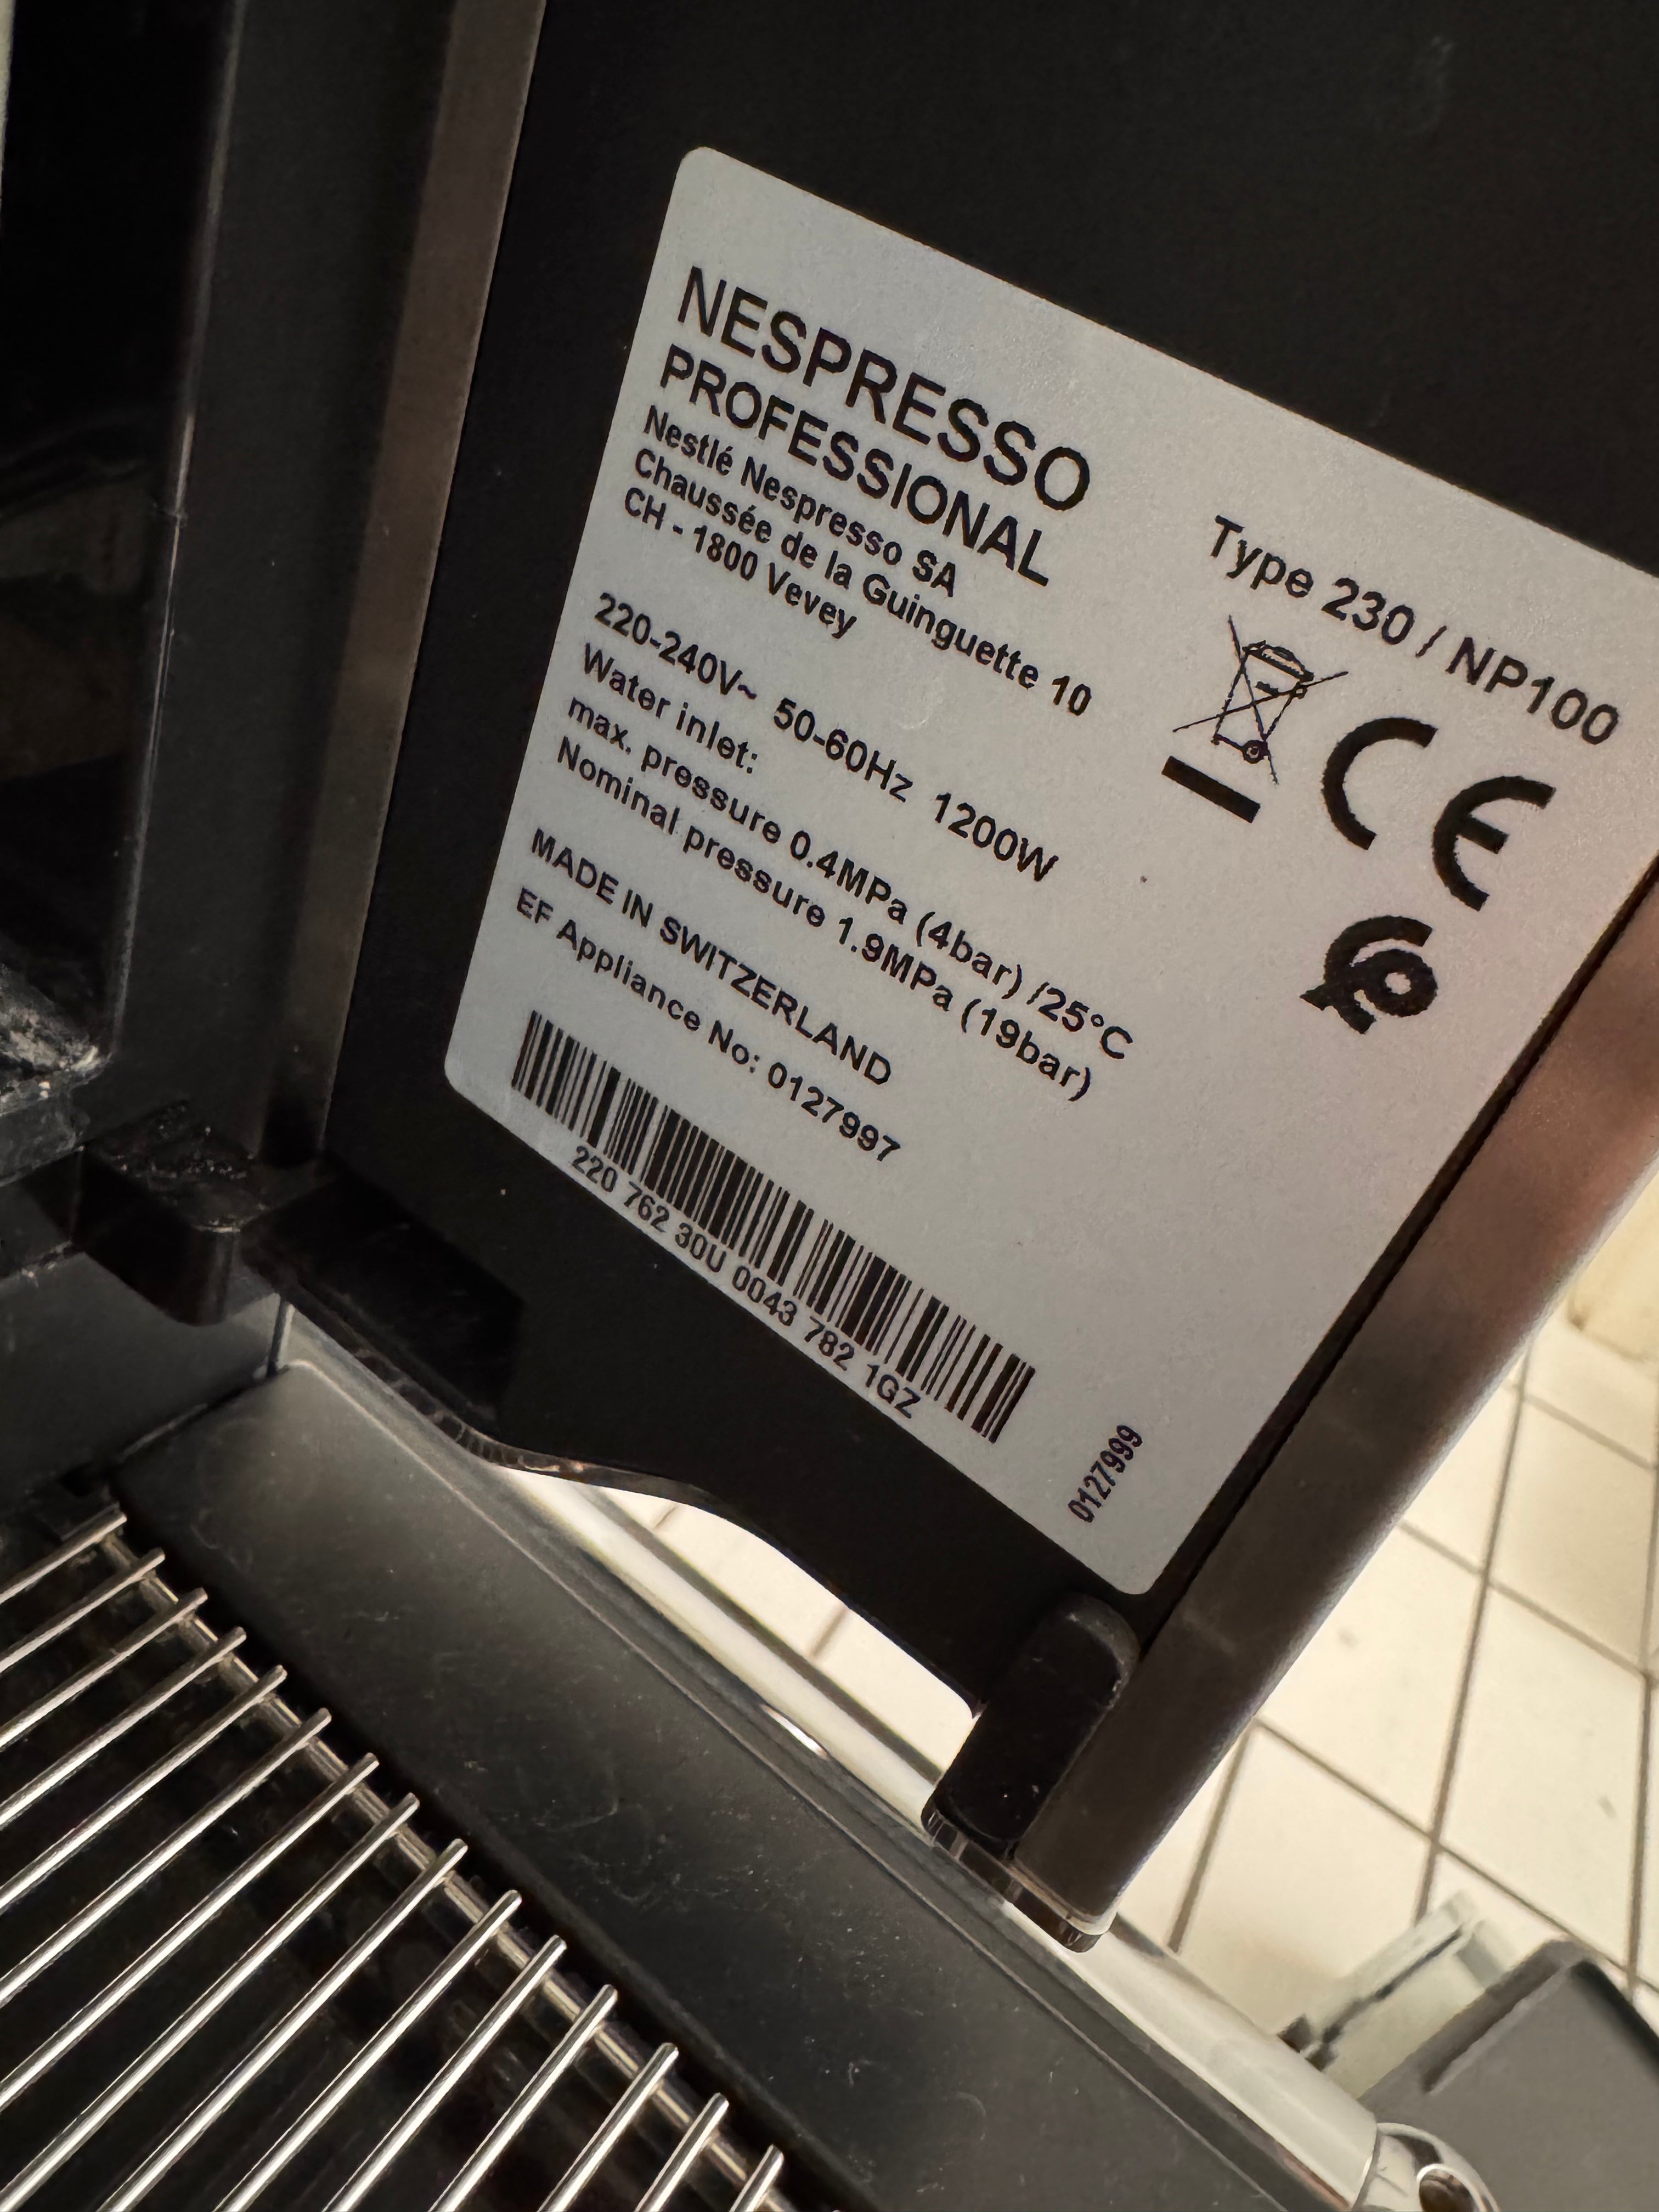 NESPRESSO
PROFESSIONAL
Nestlé Nespresso SA
Chaussée de la Guinguette 10
CH - 1800 Vevey
Type 230 / NP100
220-240V~ 50-60Hz 1200W
Water inlet:
max. pressure 0.4MPa (4bar) /25°C
Nominal pressure 1.9MPa (19bar)
MADE IN SWITZERLAND
EF Appliance No: 0127997
CE
220 762 30U 0043 782 1GZ
0127999